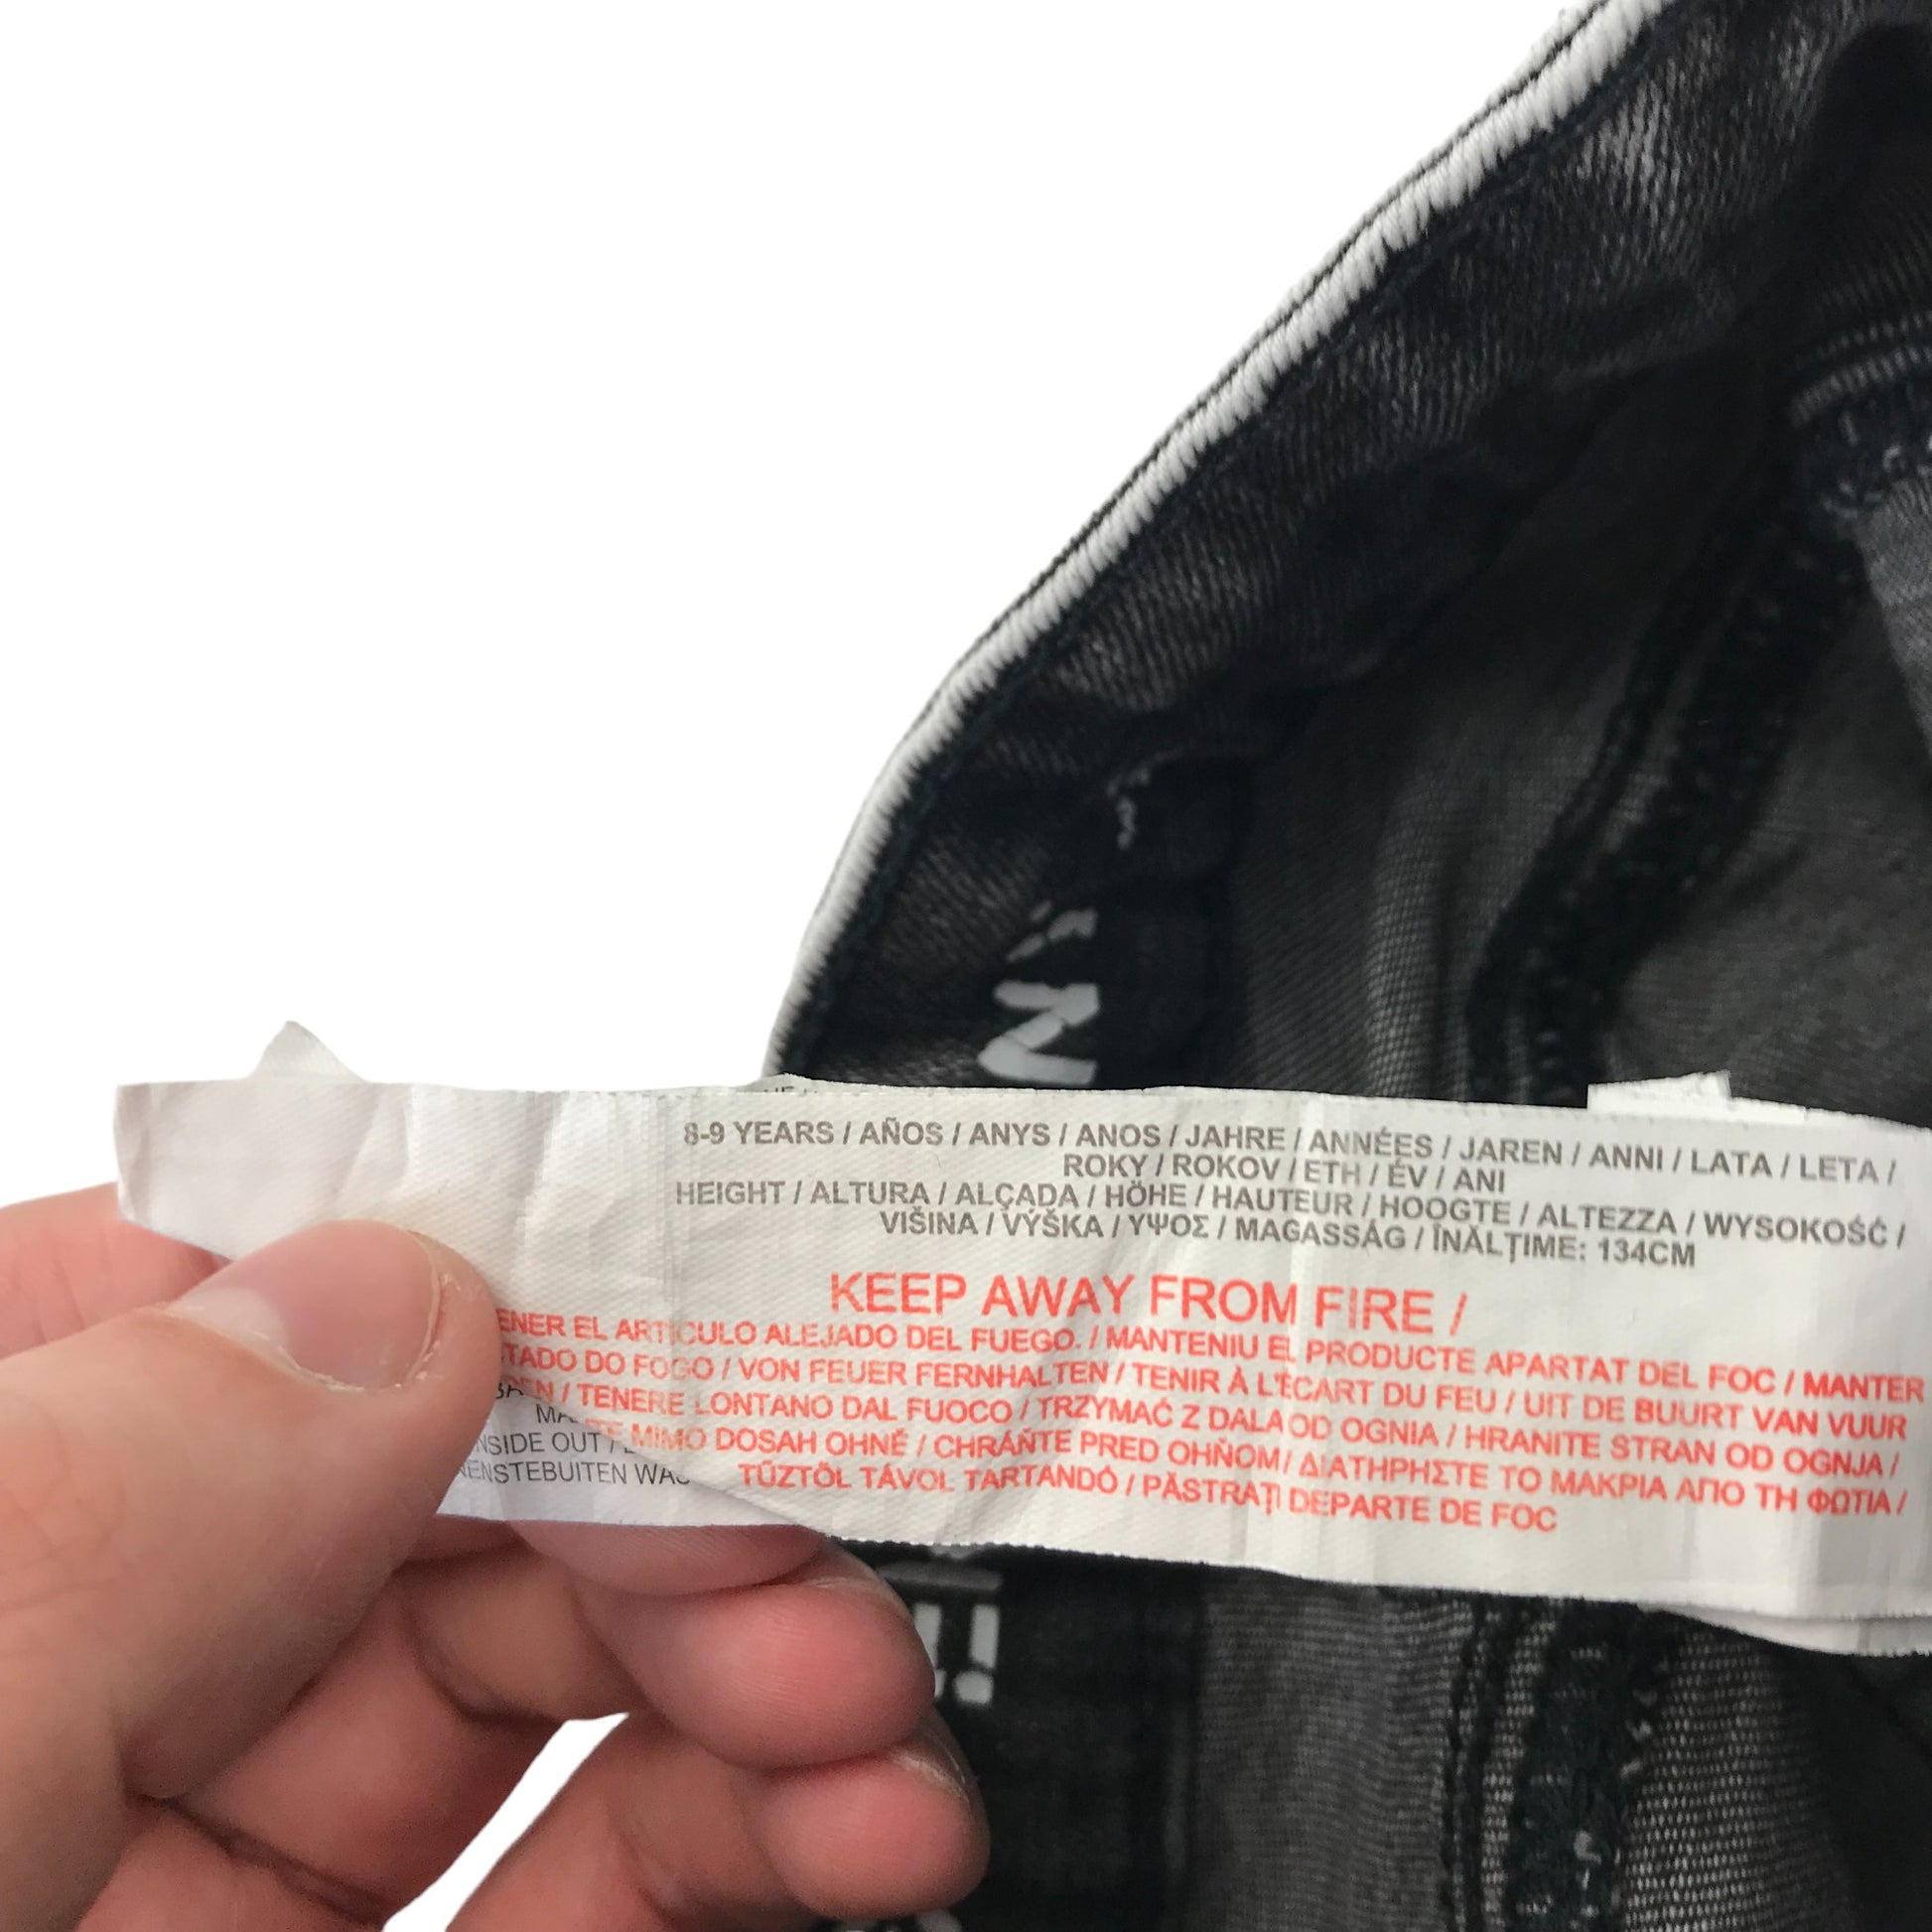 8-9 YEARS / AÑOS / ANYS / ANOS / JAHRE / ANNÉES / JAREN / ANNI / LATA / LETA /
ROKY / ROKOV / ETH / ÉV / ANI
HEIGHT / ALTURA / ALÇADA / HÖHE / HAUTEUR / HOOGTE / ALTEZZA / WYSOKOŚĆ /
VIŠINA / VÝŠKA / ΥΨΟΣ / MAGASSÁG / ÎNĂLȚIME: 134CM
KEEP AWAY FROM FIRE /
EL ARTICULO ALEJADO DEL FUEGO. / MANTENIU EL PRODUCTE APARTAT DEL FOC / MANTER
DO FOGO / VON FEUER FERNHALTEN / TENIR À L'ÉCART DU FEU / UIT DE BUURT VAN VUUR
/ TENERE LONTANO DAL FUOCO / TRZYMAĆ Z DALA OD OGNIA / HRANITE STRAN OD OGNJA /
MIMO DOSAH OHNĚ / CHRÁŇTE PRED OHŇOM / ΔΙΑΤΗΡΗΣΤΕ ΤΟ ΜΑΚΡΙΑ ΑΠΟ ΤΗ ΦΩΤΙΑ /
TŰZTŐL TÁVOL TARTANDÓ / PĂSTRAȚI DEPARTE DE FOC
OUT /